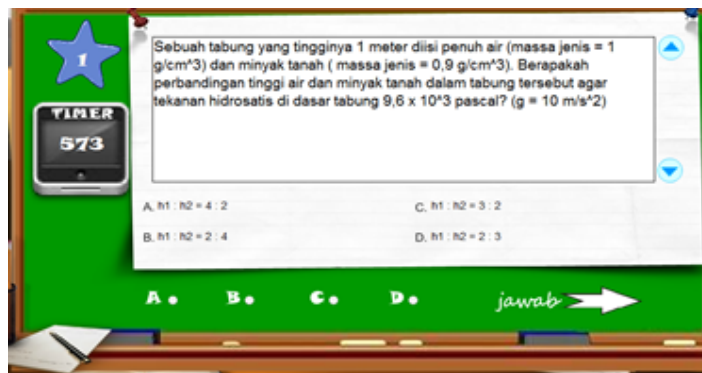 1
Sebuah tabung yang tingginya 1 meter diisi penuh air (massa jenis = 1
g/cm^3) dan minyak tanah ( massa jenis = 0,9 g/cm^3). Berapakah
perbandingan tinggi air dan minyak tanah dalam tabung tersebut agar
tekanan hidrosatis di dasar tabung 9,6 x 10^3 pascal? (g = 10 m/s^2)
TIMER
573
A. h1 : h2 = 4 : 2
C. h1 : h2 = 3 : 2
B. h1 : h2 = 2 : 4
D. h1 : h2 = 2 : 3
A. B. C. D. jawab